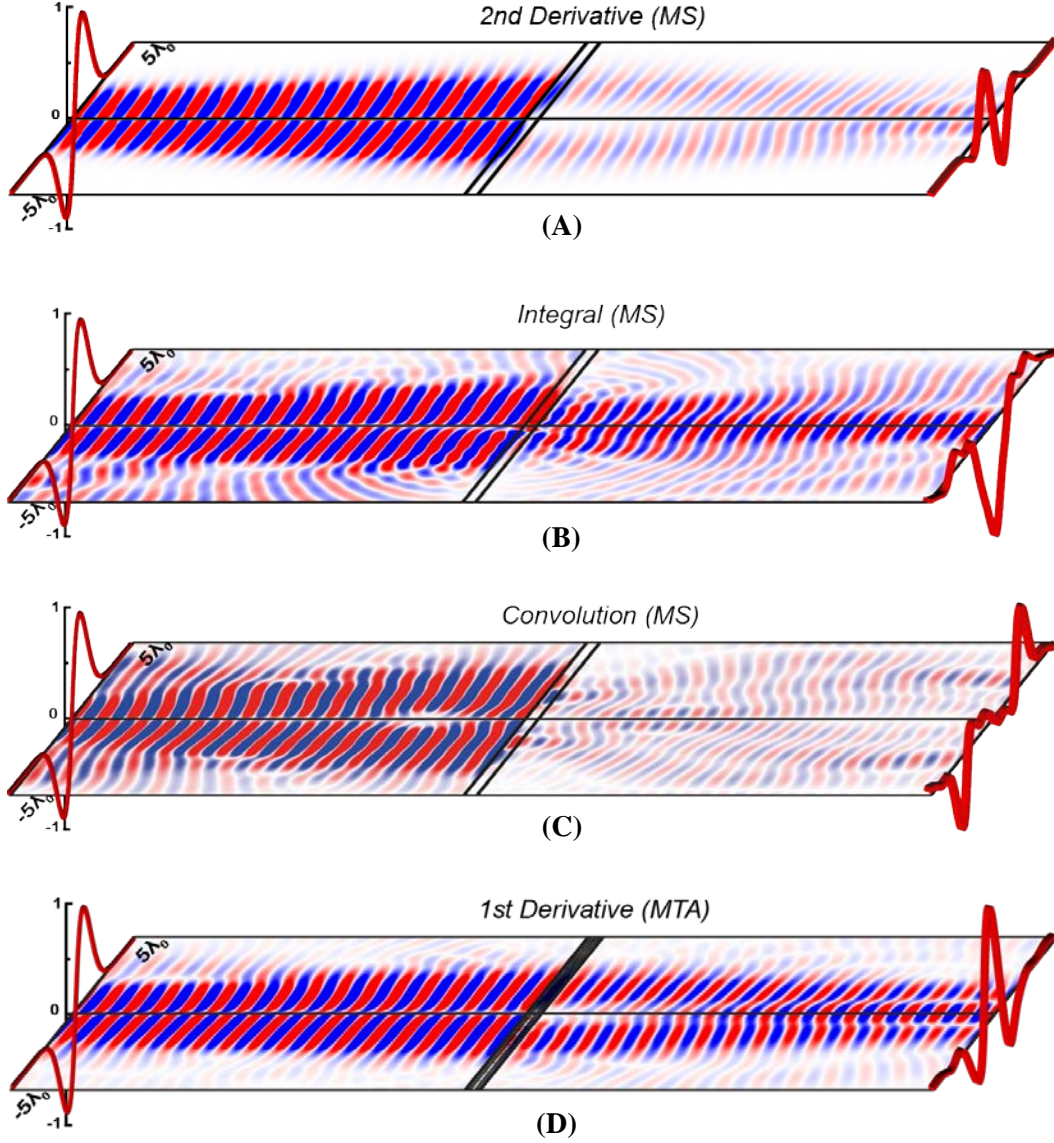 2nd Derivative (MS)
1
5λ₀
0
-5λ₀
-1
(A)
Integral (MS)
1
5λ₀
0
-5λ₀
-1
(B)
Convolution (MS)
1
5λ₀
0
-5λ₀
-1
(C)
1st Derivative (MTA)
1
5λ₀
0
-5λ₀
-1
(D)